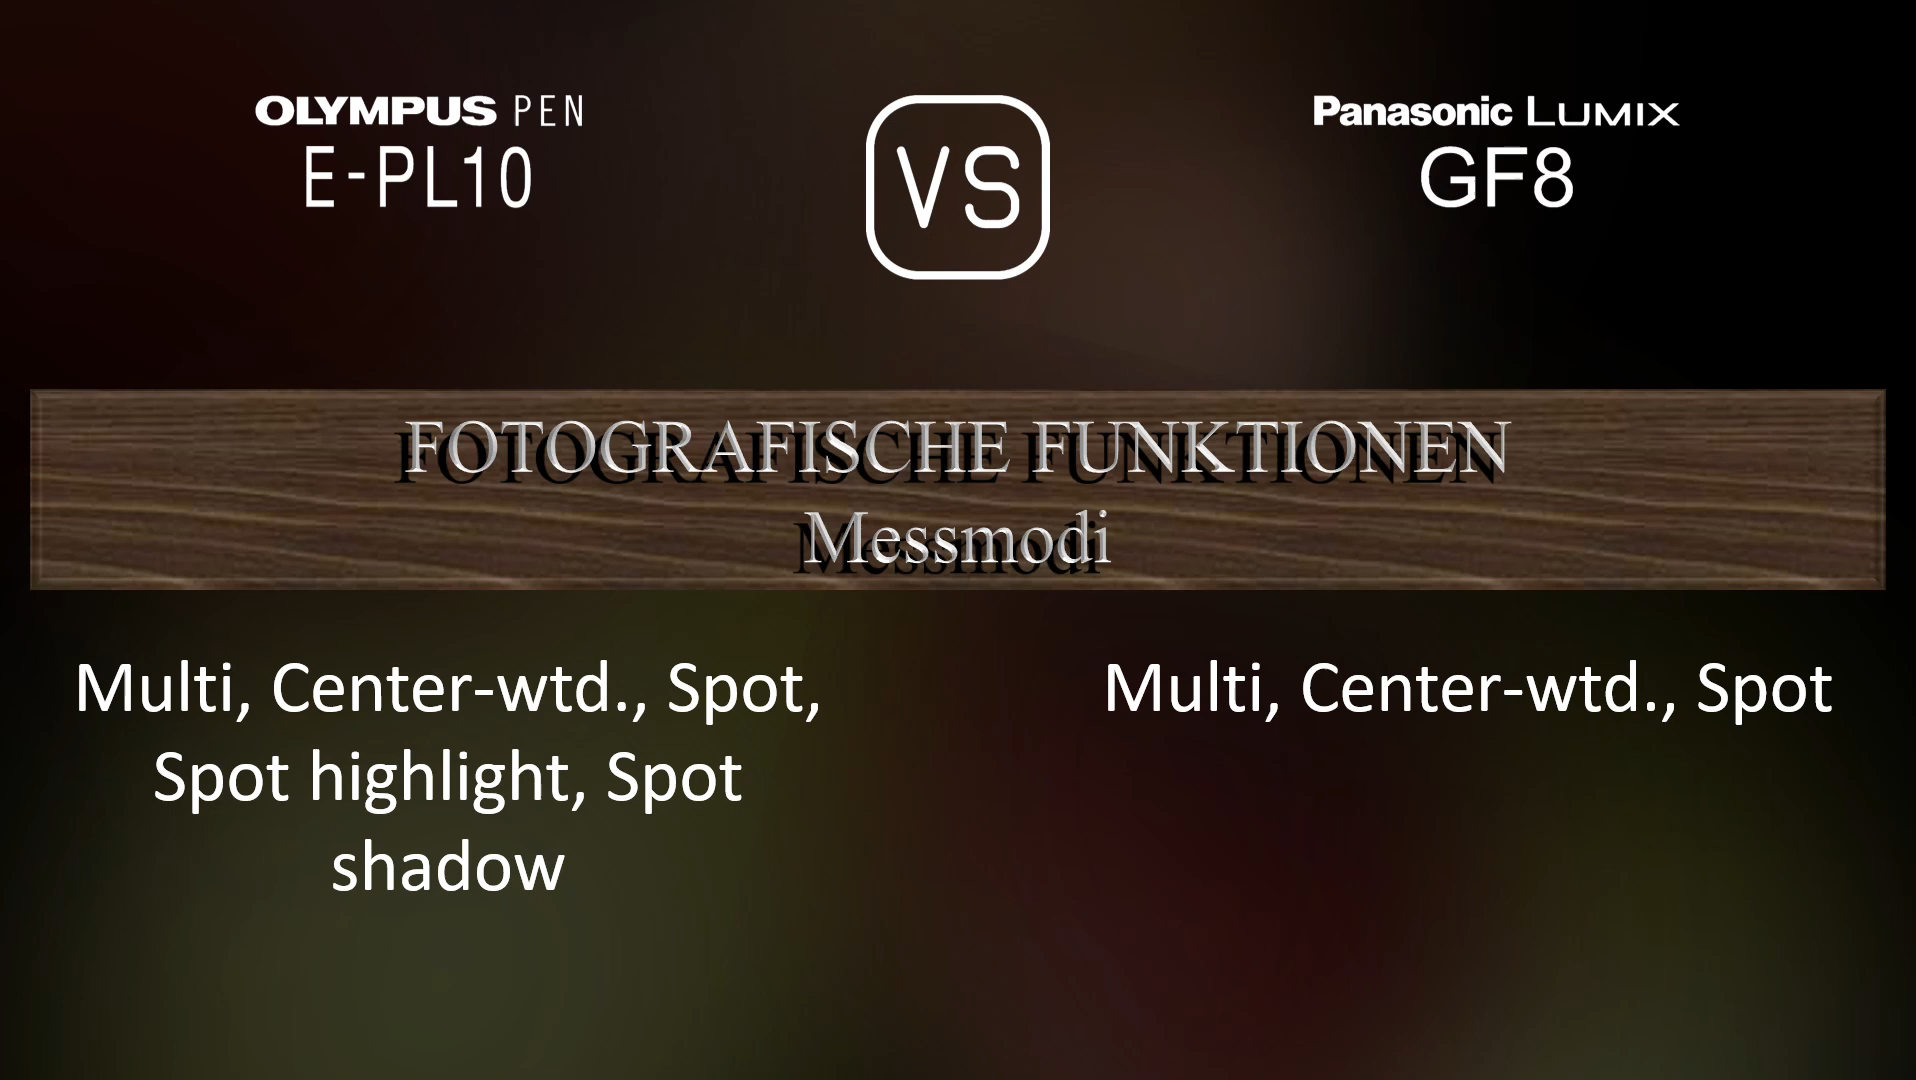 OLYMPUS PEN
E-PL10
VS
Panasonic LUMIX
GF8
FOTOGRAFISCHE FUNKTIONEN
Messmodi
Multi, Center-wtd., Spot,
Spot highlight, Spot
shadow
Multi, Center-wtd., Spot